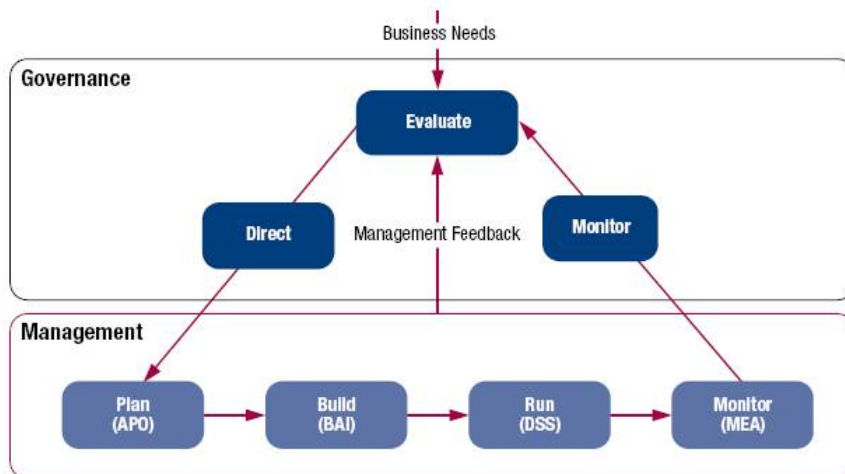 Business Needs
Governance
Evaluate
Direct
Management Feedback
Monitor
Management
Plan
(APO)
Build
(BAI)
Run
(DSS)
Monitor
(MEA)